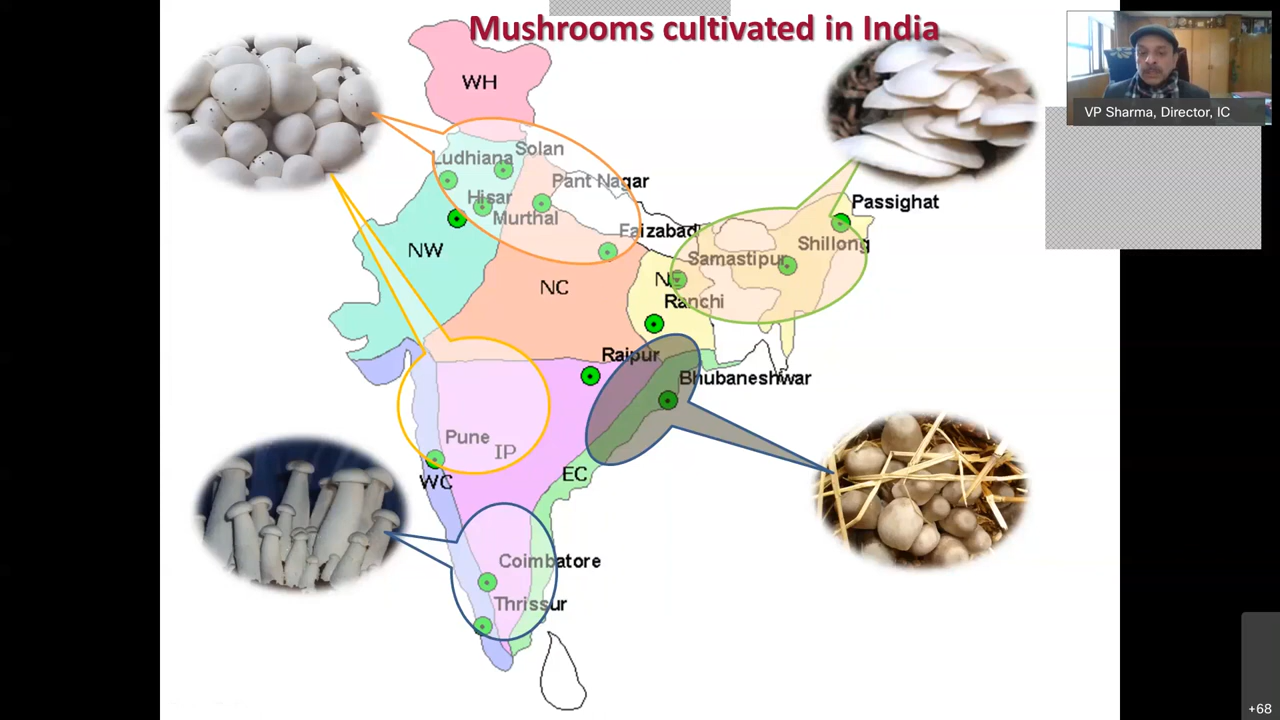 Mushrooms cultivated in India
VP Sharma, Director, IC
WH
Solan
Ludhiana
Pant Nagar
Hisar
Murthal
Passighat
Faizabad
Shillong
NW
Samastipur
NE
NC
Ranchi
Raipur
Bhubaneshwar
Pune
IP
EC
WC
Coimbatore
Thrissur
+68